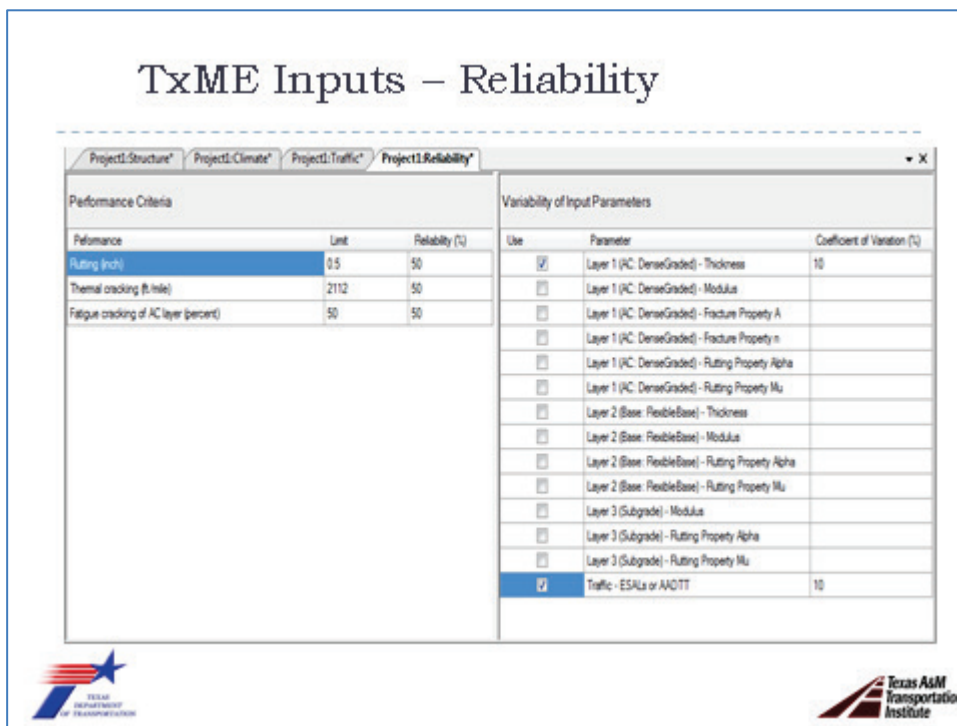 TxME Inputs – Reliability
Project1:Structure* Project1:Climate* Project1:Traffic* Project1:Reliability*
Performance Criteria
Pefomance Limit Reliability (%)
Rutting (inch) 0.5 50
Thermal cracking (ft/mile) 2112 50
Fatigue cracking of AC layer (percent) 50 50
Variability of Input Parameters
Use Parameter Coefficient of Variation (%)
Layer 1 (AC: DenseGraded) - Thickness 10
Layer 1 (AC: DenseGraded) - Modulus
Layer 1 (AC: DenseGraded) - Fracture Property A
Layer 1 (AC: DenseGraded) - Fracture Property n
Layer 1 (AC: DenseGraded) - Rutting Property Alpha
Layer 1 (AC: DenseGraded) - Rutting Property Mu
Layer 2 (Base: FlexibleBase) - Thickness
Layer 2 (Base: FlexibleBase) - Modulus
Layer 2 (Base: FlexibleBase) - Rutting Property Alpha
Layer 2 (Base: FlexibleBase) - Rutting Property Mu
Layer 3 (Subgrade) - Modulus
Layer 3 (Subgrade) - Rutting Property Alpha
Layer 3 (Subgrade) - Rutting Property Mu
Traffic - ESALs or AADTT 10
TEXAS
DEPARTMENT
OF TRANSPORTATION
Texas A&M
Transportation
Institute